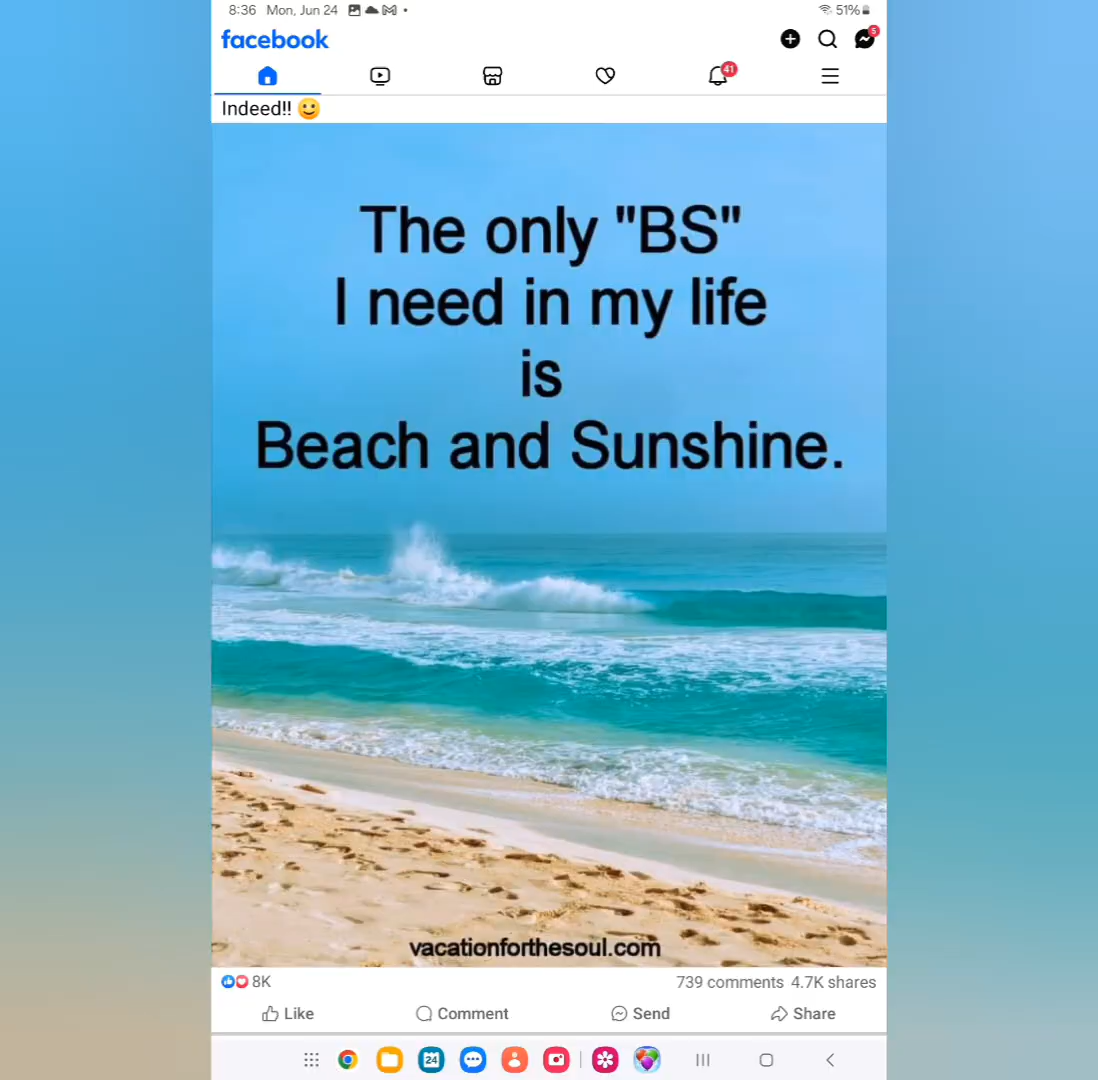 8:36 Mon, Jun 24
51%
facebook
5
41
Indeed!! 🙂
The only "BS"
I need in my life
is
Beach and Sunshine.
vacationforthesoul.com
8K
739 comments 4.7K shares
Like Comment Send Share
24